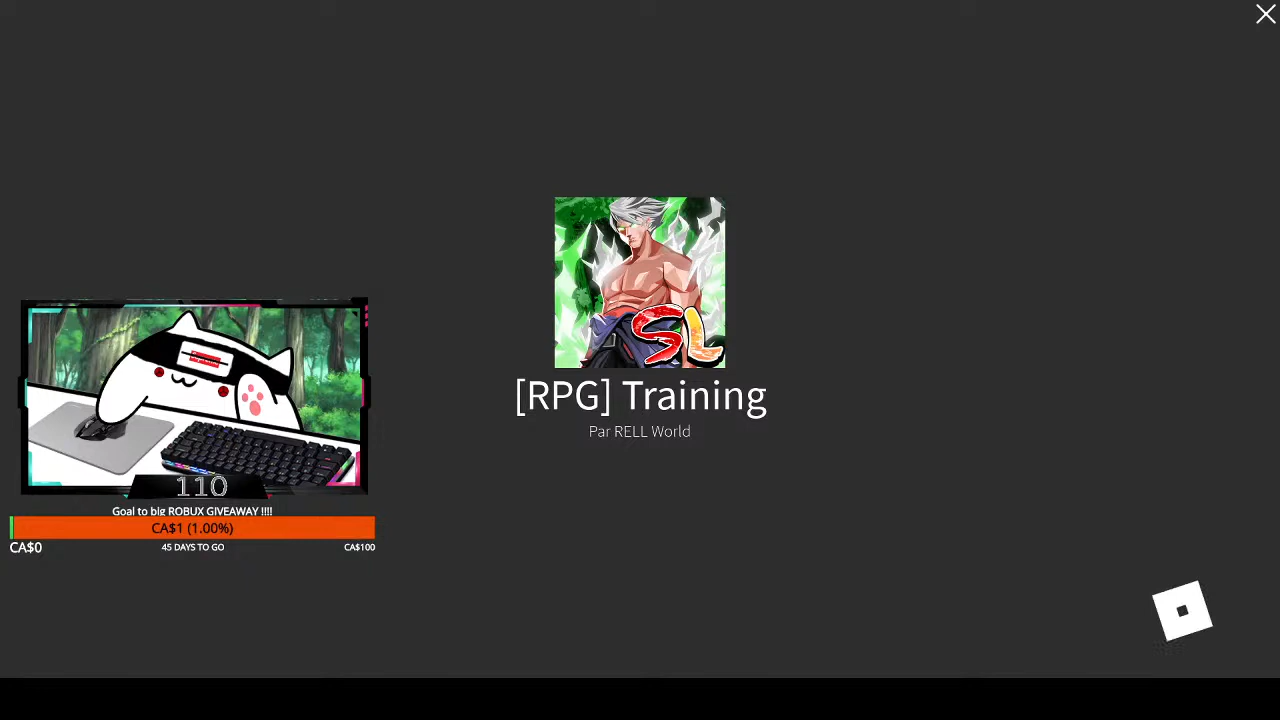 SL
[RPG] Training
Par RELL World
110
Goal to big ROBUX GIVEAWAY !!!!
CA$1 (1.00%)
CA$0
45 DAYS TO GO
CA$100